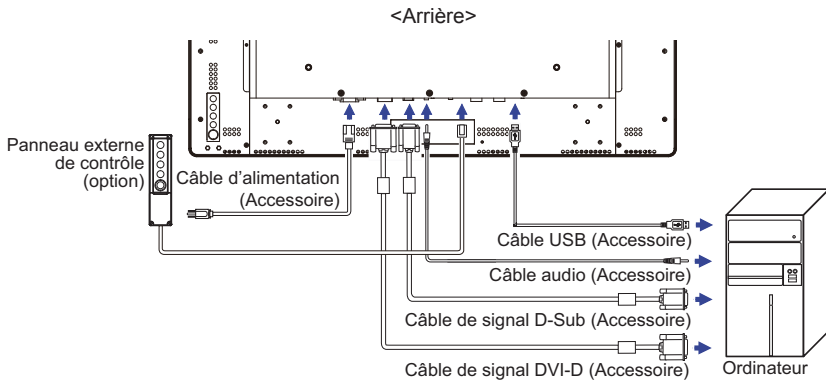 <Arrière>
Panneau externe
de contrôle
(option)
Câble d’alimentation
(Accessoire)
Câble USB (Accessoire)
Câble audio (Accessoire)
Câble de signal D-Sub (Accessoire)
Câble de signal DVI-D (Accessoire)
Ordinateur